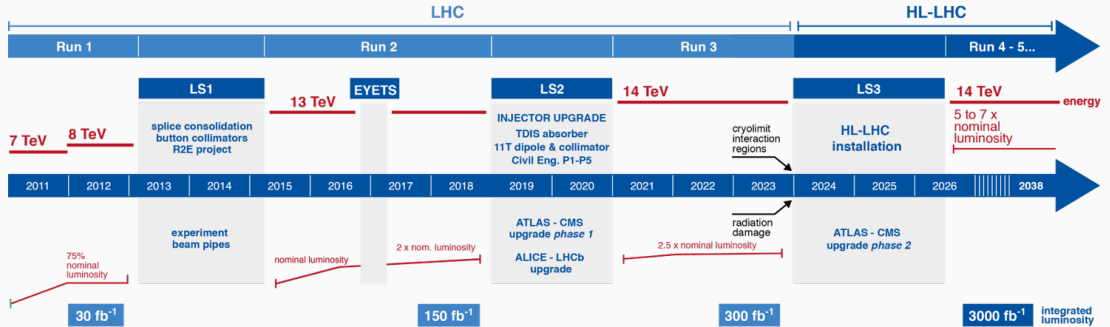 LHC
HL-LHC
Run 1
Run 2
Run 3
Run 4 - 5...
LS1
EYETS
LS2
LS3
7 TeV
8 TeV
13 TeV
14 TeV
14 TeV
energy
splice consolidation
button collimators
R2E project
INJECTOR UPGRADE
TDIS absorber
11T dipole & collimator
Civil Eng. P1-P5
cryolimit
interaction
regions
HL-LHC
installation
5 to 7 x
nominal
luminosity
2011 2012 2013 2014 2015 2016 2017 2018 2019 2020 2021 2022 2023 2024 2025 2026 2038
radiation
damage
experiment
beam pipes
ATLAS - CMS
upgrade phase 1
ALICE - LHCb
upgrade
ATLAS - CMS
upgrade phase 2
75%
nominal
luminosity
nominal luminosity
2 x nom. luminosity
2.5 x nominal luminosity
30 fb⁻¹
150 fb⁻¹
300 fb⁻¹
3000 fb⁻¹
integrated
luminosity